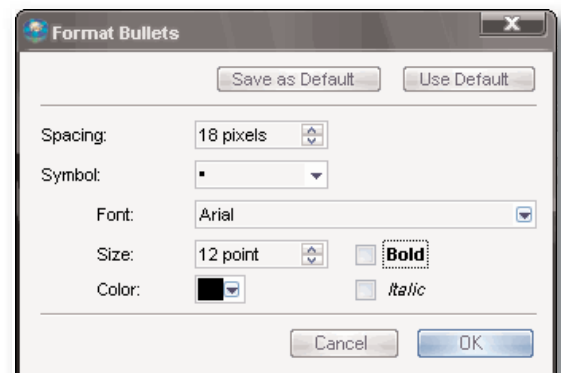 Format Bullets
Save as Default Use Default
Spacing: 18 pixels
Symbol: ▪
Font: Arial
Size: 12 point Bold
Color: Italic
Cancel OK